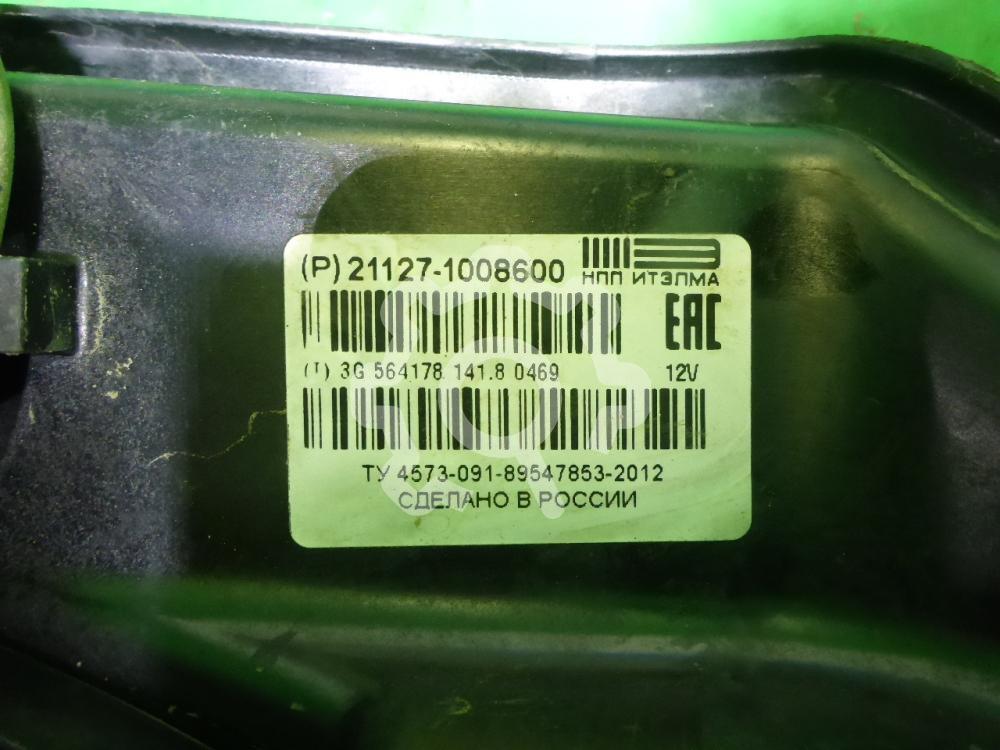 (P) 21127-1008600
НПП ИТЭЛМА
EAC
(T) 3G 564178 141.8 0469
12V
ТУ 4573-091-89547853-2012
СДЕЛАНО В РОССИИ